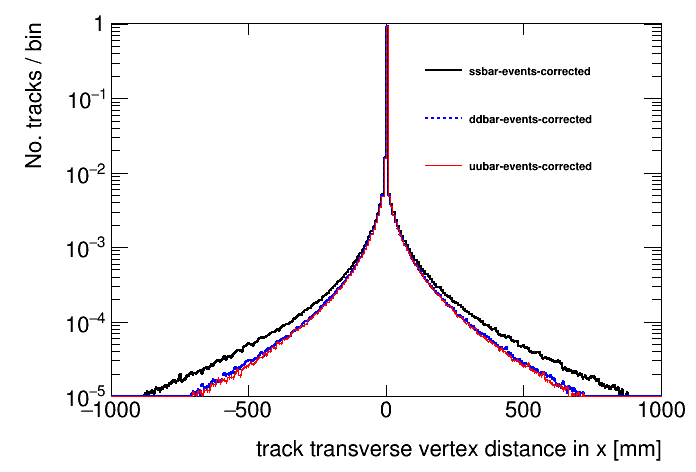 No. tracks / bin
1
10⁻¹
10⁻²
10⁻³
10⁻⁴
10⁻⁵
ssbar-events-corrected
ddbar-events-corrected
uubar-events-corrected
−1000 −500 0 500 1000
track transverse vertex distance in x [mm]